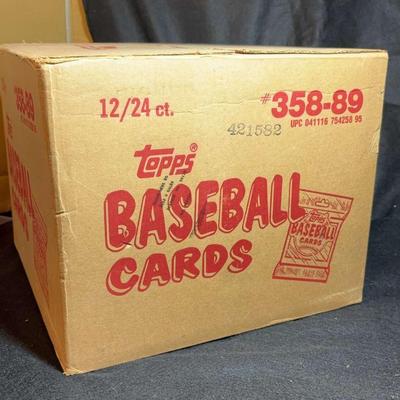 12/24 ct.
#358-89
UPC 041116 754258 95
421582
Topps®
BASEBALL
CARDS
Topps
BASEBALL
CARDS